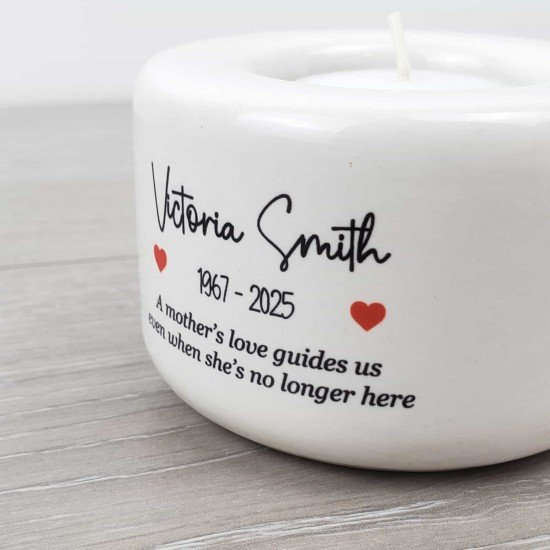 Victoria Smith
1967 - 2025
A mother's love guides us
even when she's no longer here